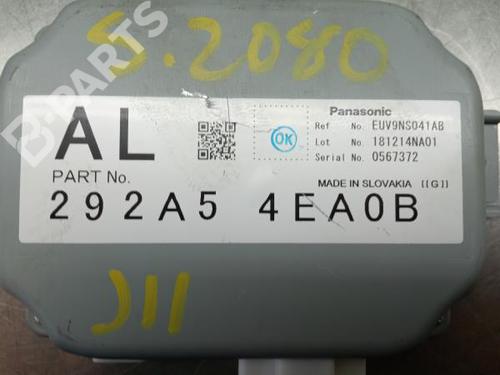 S.2080
B-PARTS
AL
PART No.
292A5 4EA0B
OK
Panasonic
Ref No. EUV9NS041AB
Lot No. 181214NA01
Serial No. 0567372
MADE IN SLOVAKIA [[G]]
J11